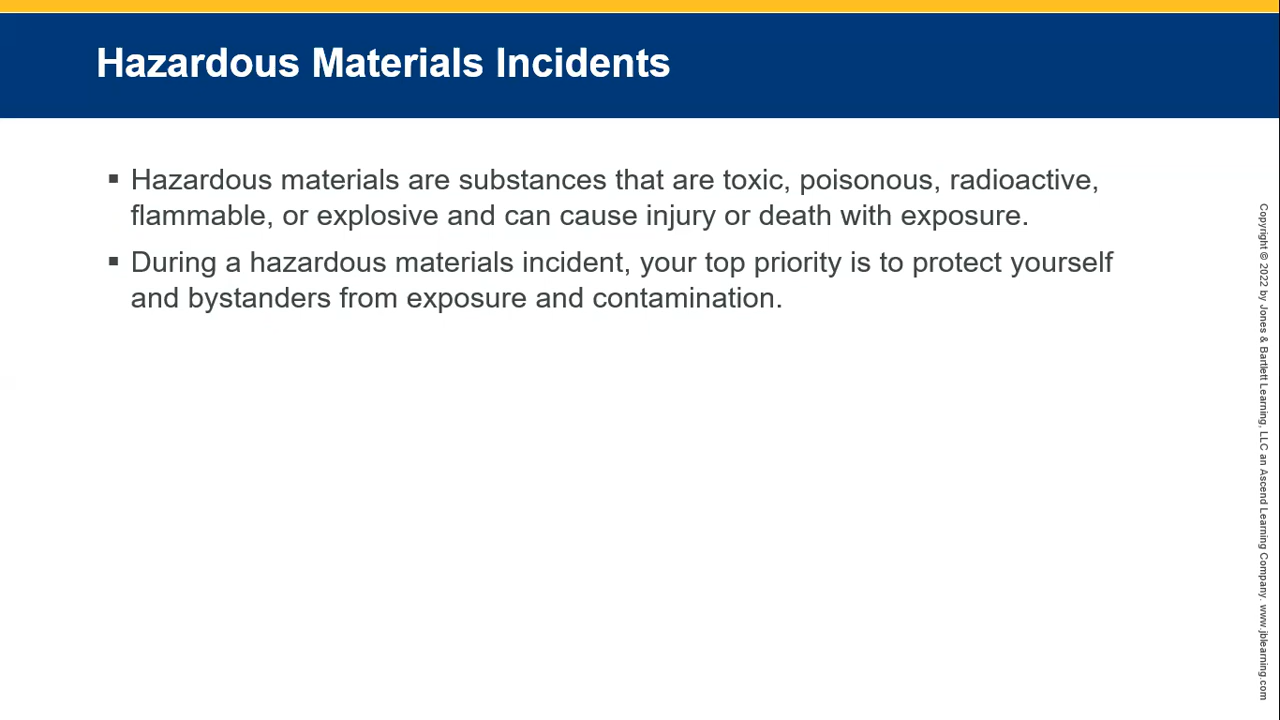 Hazardous Materials Incidents
▪ Hazardous materials are substances that are toxic, poisonous, radioactive,
flammable, or explosive and can cause injury or death with exposure.
▪ During a hazardous materials incident, your top priority is to protect yourself
and bystanders from exposure and contamination.
Copyright © 2022 by Jones & Bartlett Learning, LLC an Ascend Learning Company. www.jblearning.com